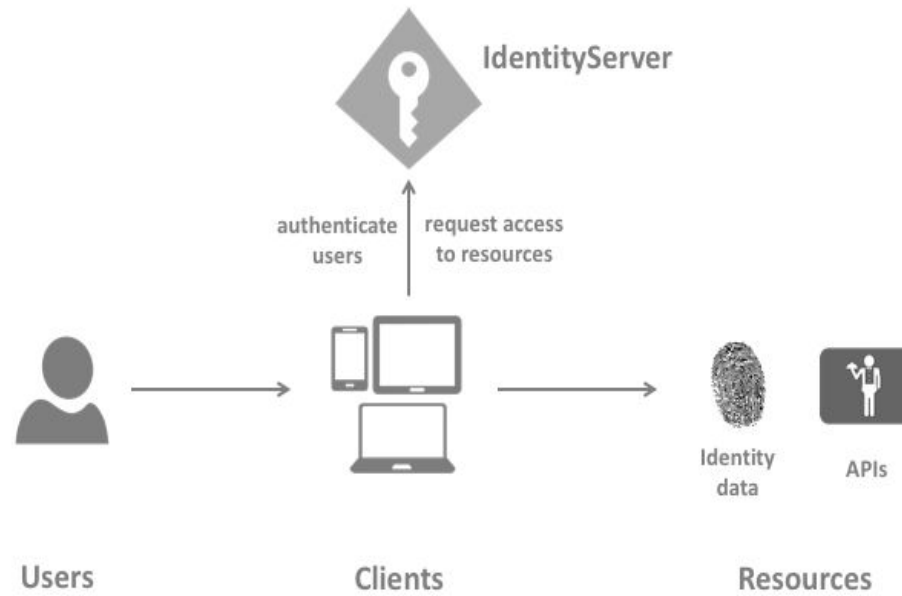 IdentityServer
authenticate
users
request access
to resources
Identity
data
APIs
Users
Clients
Resources